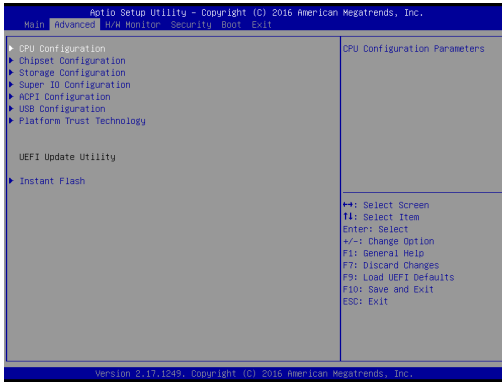 Aptio Setup Utility – Copyright (C) 2016 American Megatrends, Inc.
Main Advanced H/W Monitor Security Boot Exit
CPU Configuration
Chipset Configuration
Storage Configuration
Super IO Configuration
ACPI Configuration
USB Configuration
Platform Trust Technology
UEFI Update Utility
Instant Flash
CPU Configuration Parameters
↔: Select Screen
↑↓: Select Item
Enter: Select
+/-: Change Option
F1: General Help
F7: Discard Changes
F9: Load UEFI Defaults
F10: Save and Exit
ESC: Exit
Version 2.17.1249. Copyright (C) 2016 American Megatrends, Inc.